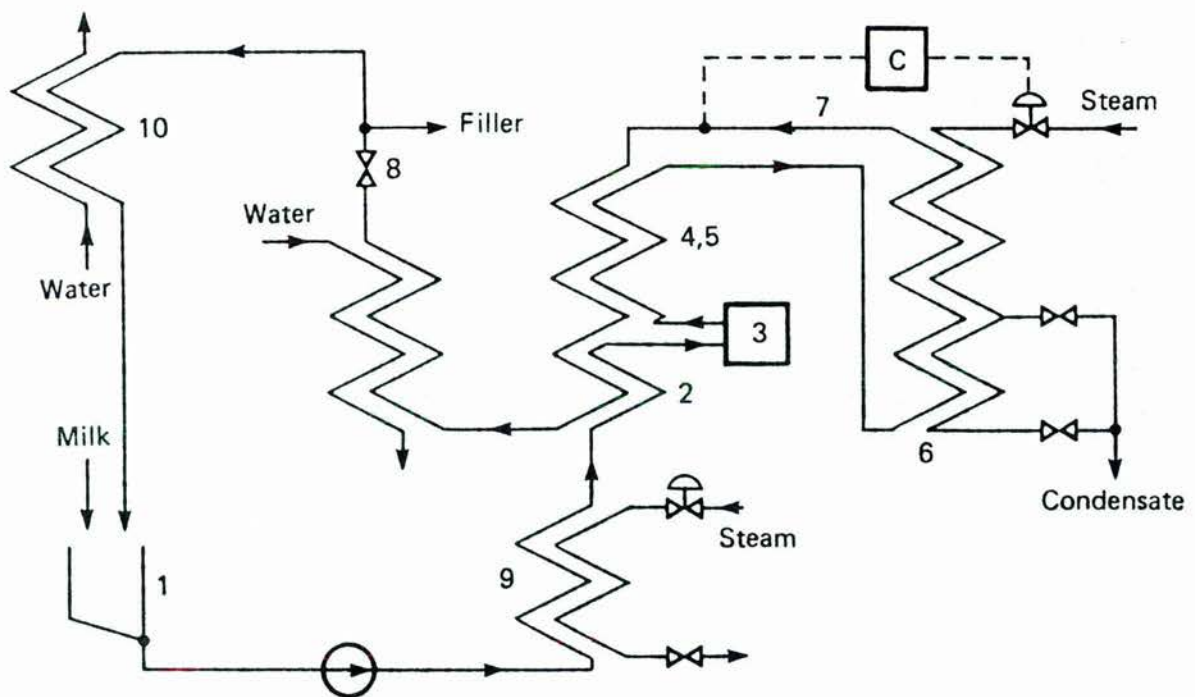 C
7
Steam
Filler
10
8
Water
4,5
Water
3
2
Milk
6
Condensate
Steam
9
1